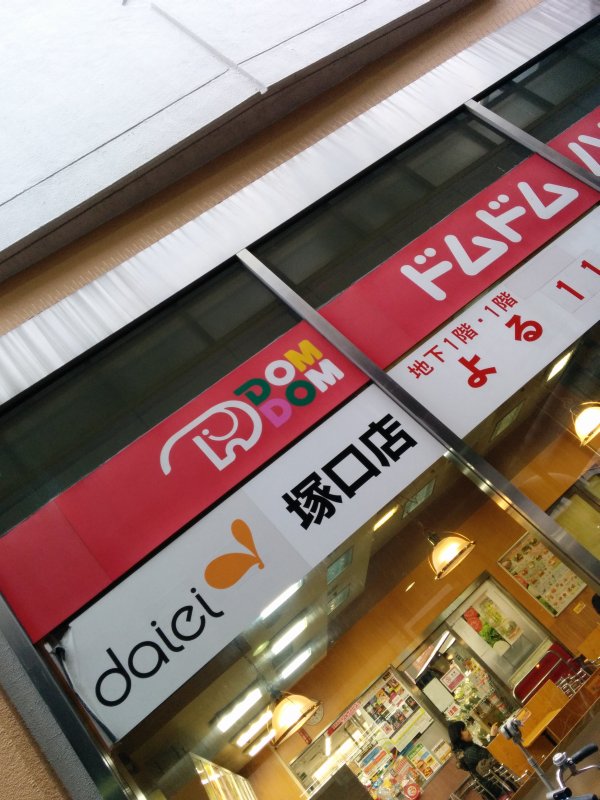 DOM
DOM
ドムドム ハ
daiei 塚口店
地下1階・1階
よる 11